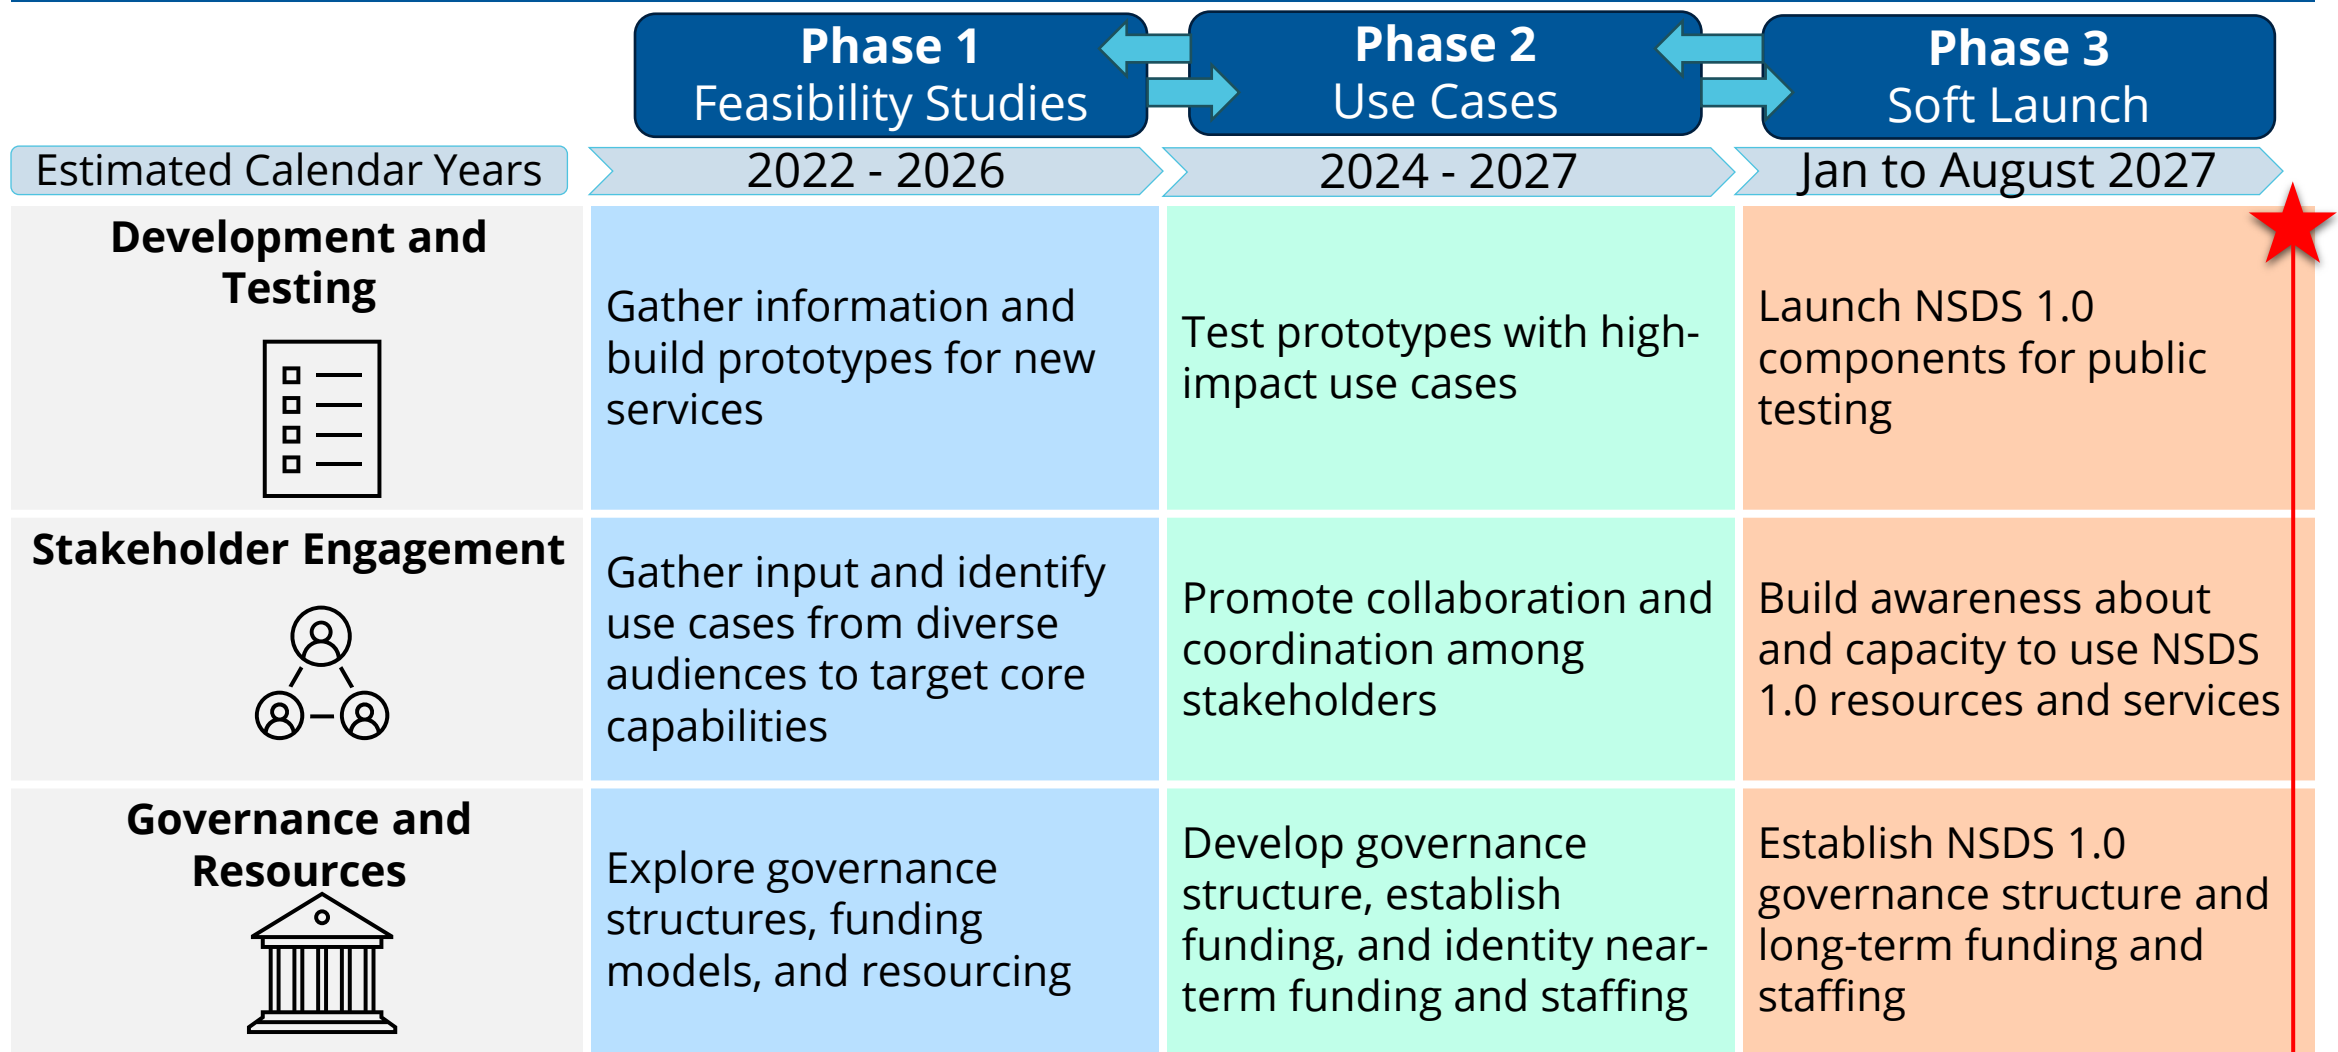 Phase 1
Feasibility Studies
Phase 2
Use Cases
Phase 3
Soft Launch
Estimated Calendar Years
2022 - 2026
2024 - 2027
Jan to August 2027
Development and
Testing
Gather information and
build prototypes for new
services
Test prototypes with high-
impact use cases
Launch NSDS 1.0
components for public
testing
Stakeholder Engagement
Gather input and identify
use cases from diverse
audiences to target core
capabilities
Promote collaboration and
coordination among
stakeholders
Build awareness about
and capacity to use NSDS
1.0 resources and services
Governance and
Resources
Explore governance
structures, funding
models, and resourcing
Develop governance
structure, establish
funding, and identity near-
term funding and staffing
Establish NSDS 1.0
governance structure and
long-term funding and
staffing